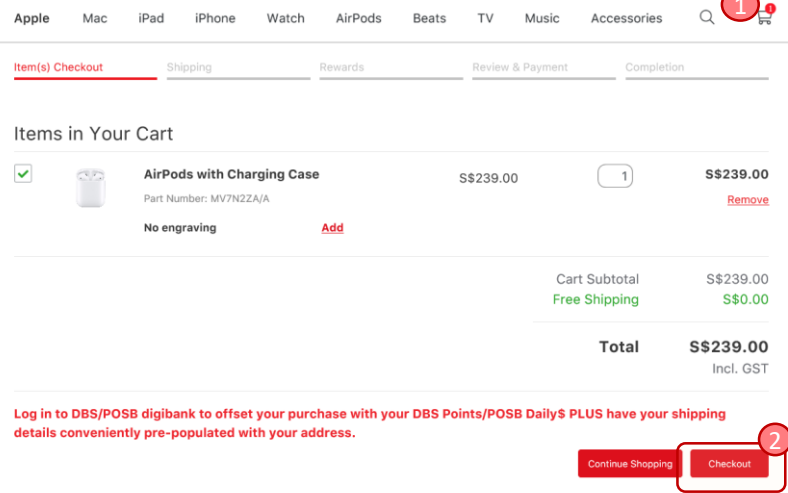 Apple Mac iPad iPhone Watch AirPods Beats TV Music Accessories 1 1
Item(s) Checkout Shipping Rewards Review & Payment Completion
Items in Your Cart
AirPods with Charging Case S$239.00 1 S$239.00
Part Number: MV7N2ZA/A Remove
No engraving Add
Cart Subtotal S$239.00
Free Shipping S$0.00
Total S$239.00
Incl. GST
Log in to DBS/POSB digibank to offset your purchase with your DBS Points/POSB Daily$ PLUS have your shipping
details conveniently pre-populated with your address.
2
Continue Shopping Checkout